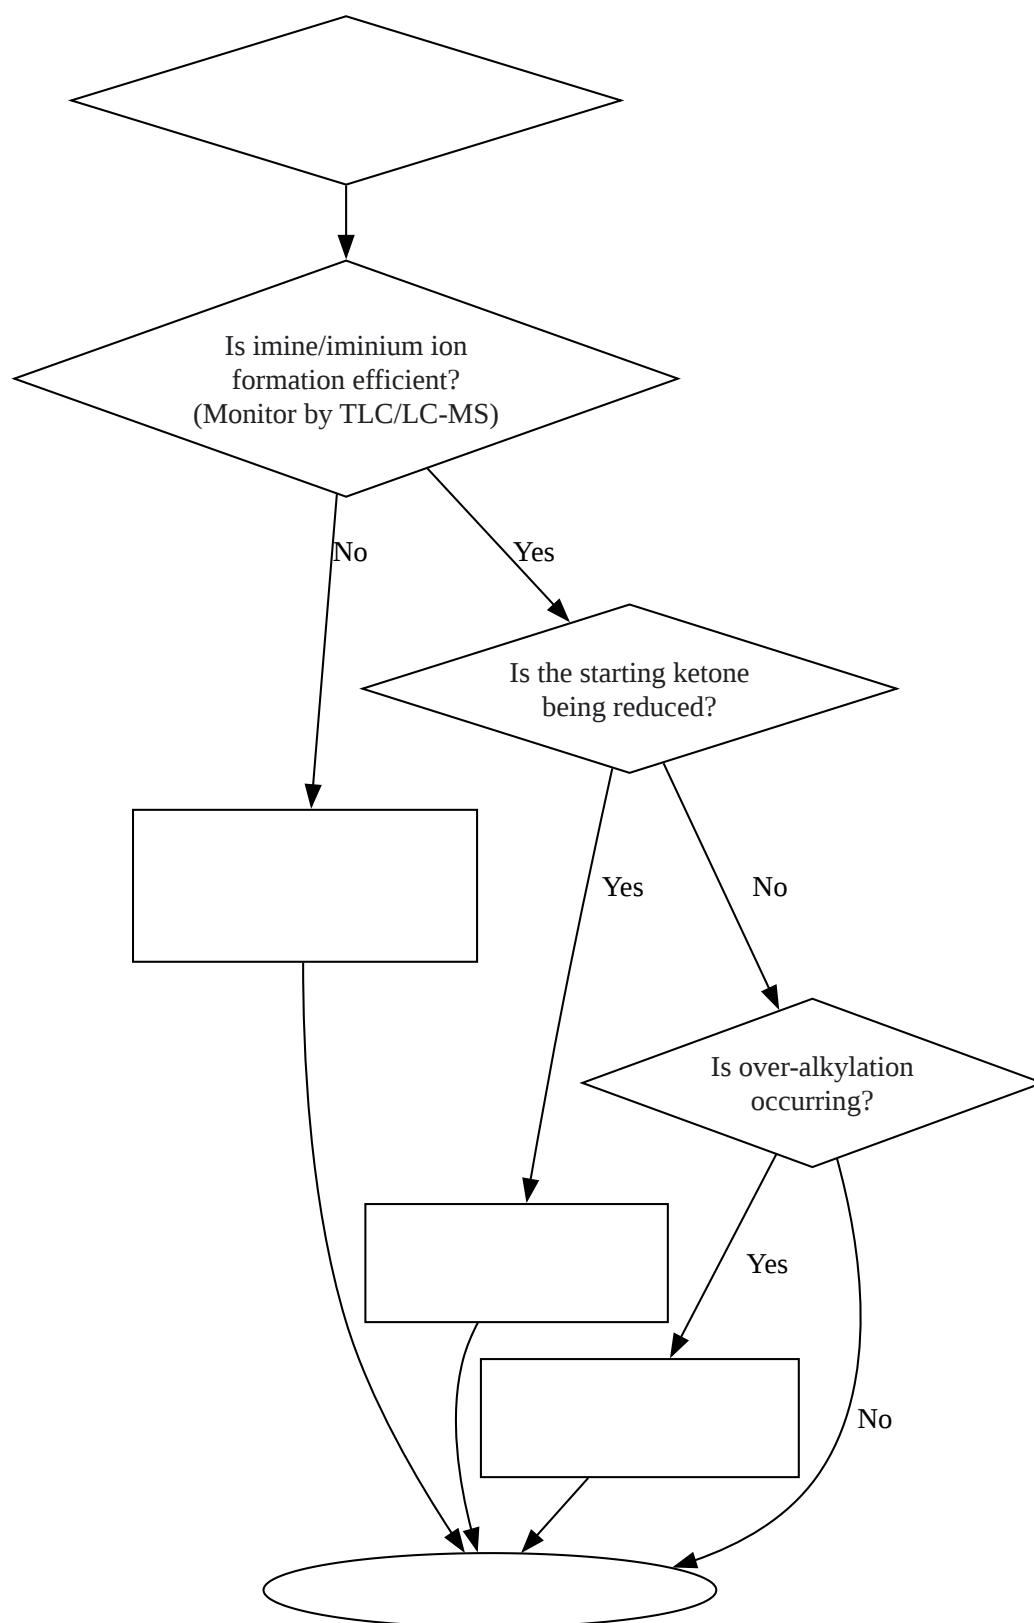 Is imine/iminium ion
formation efficient?
(Monitor by TLC/LC-MS)
No
Yes
Is the starting ketone
being reduced?
Yes
No
Is over-alkylation
occurring?
Yes
No